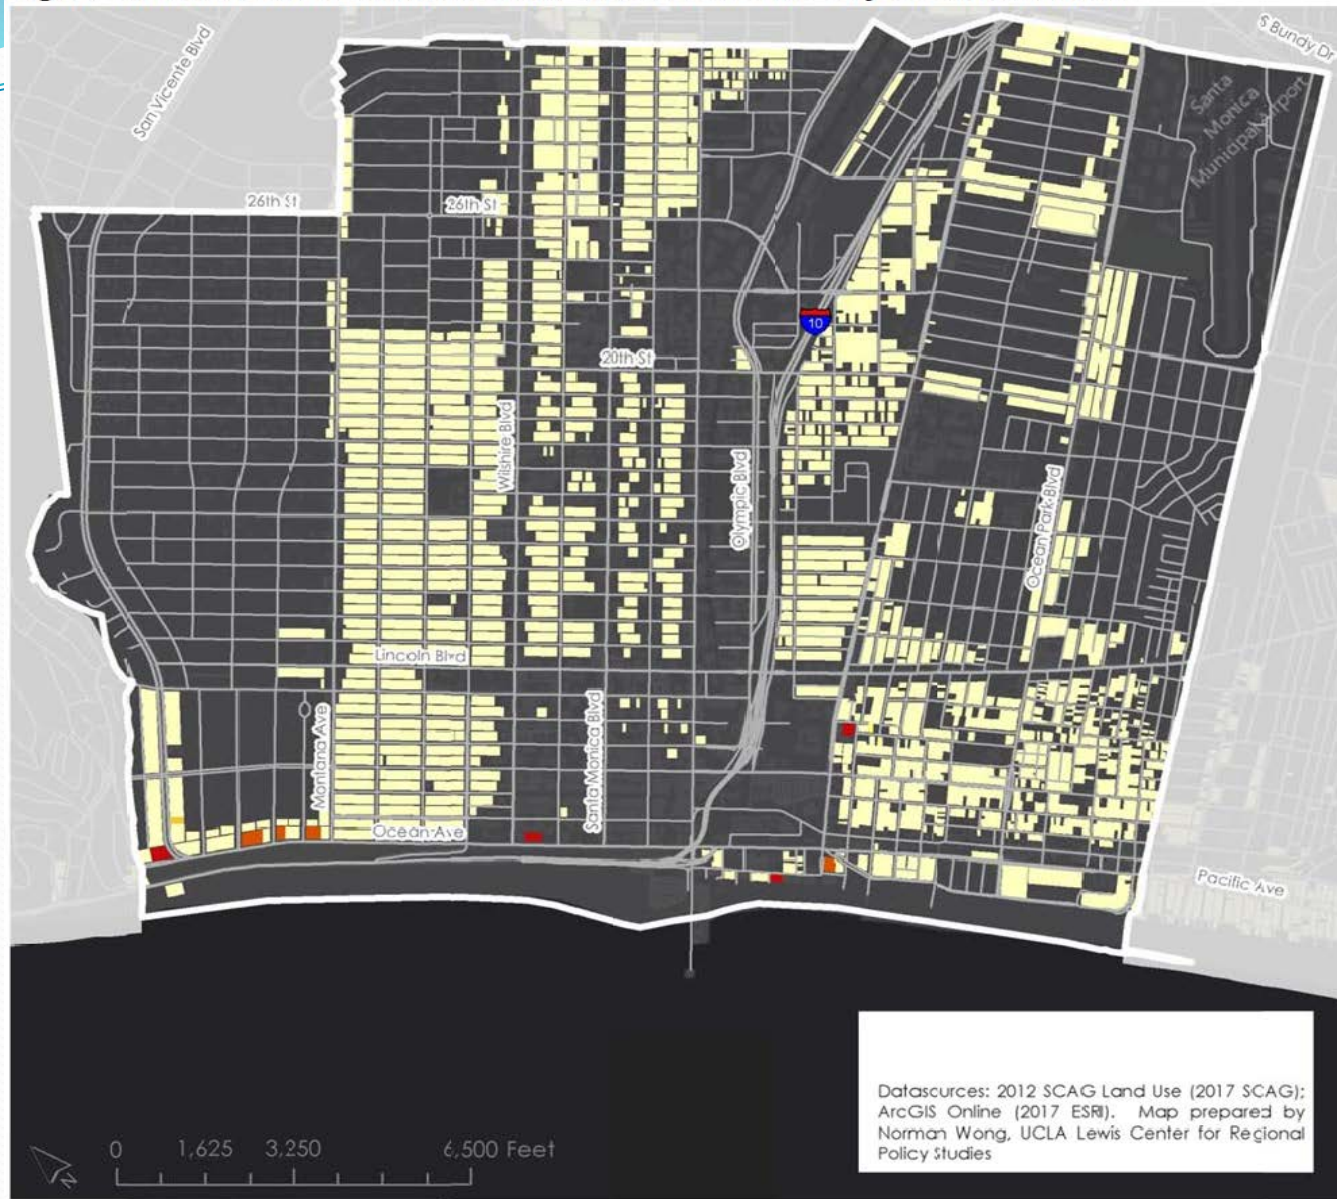 S Bundy Dr
San Vicente Blvd
Santa
Monica
Municipal Airport
26th St
26th St
10
20th St
Wilshire Blvd
Olympic Blvd
Ocean Park Blvd
Lincoln Blvd
Montana Ave
Santa Monica Blvd
Ocean Ave
Pacific Ave
Datascurces: 2012 SCAG Land Use (2017 SCAG);
ArcGIS Online (2017 ESRI). Map prepared by
Norman Wong, UCLA Lewis Center for Regional
Policy Studies
0 1,625 3,250 6,500 Feet
N